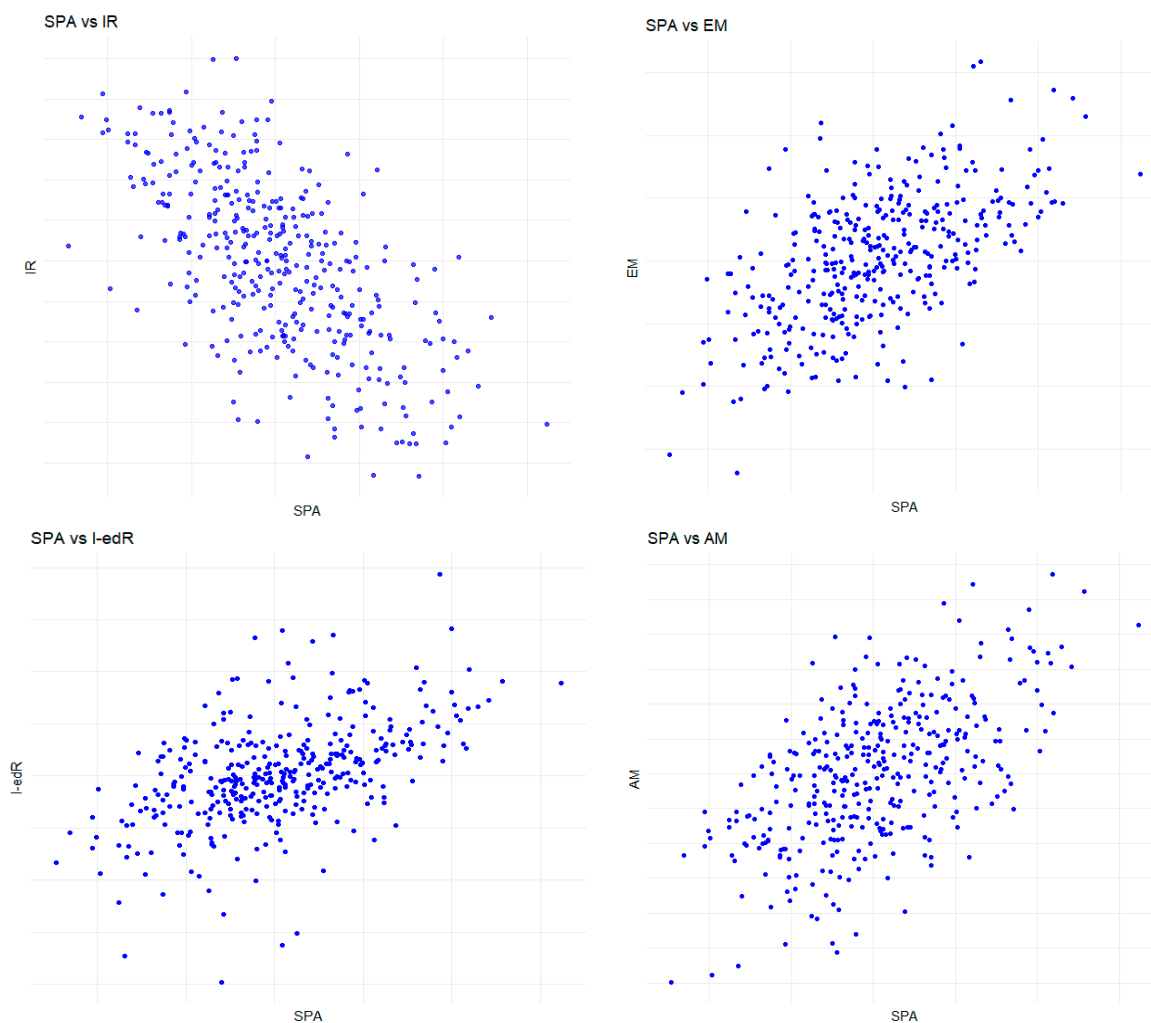 SPA vs IR
IR
SPA
SPA vs EM
EM
SPA
SPA vs I-edR
I-edR
SPA
SPA vs AM
AM
SPA